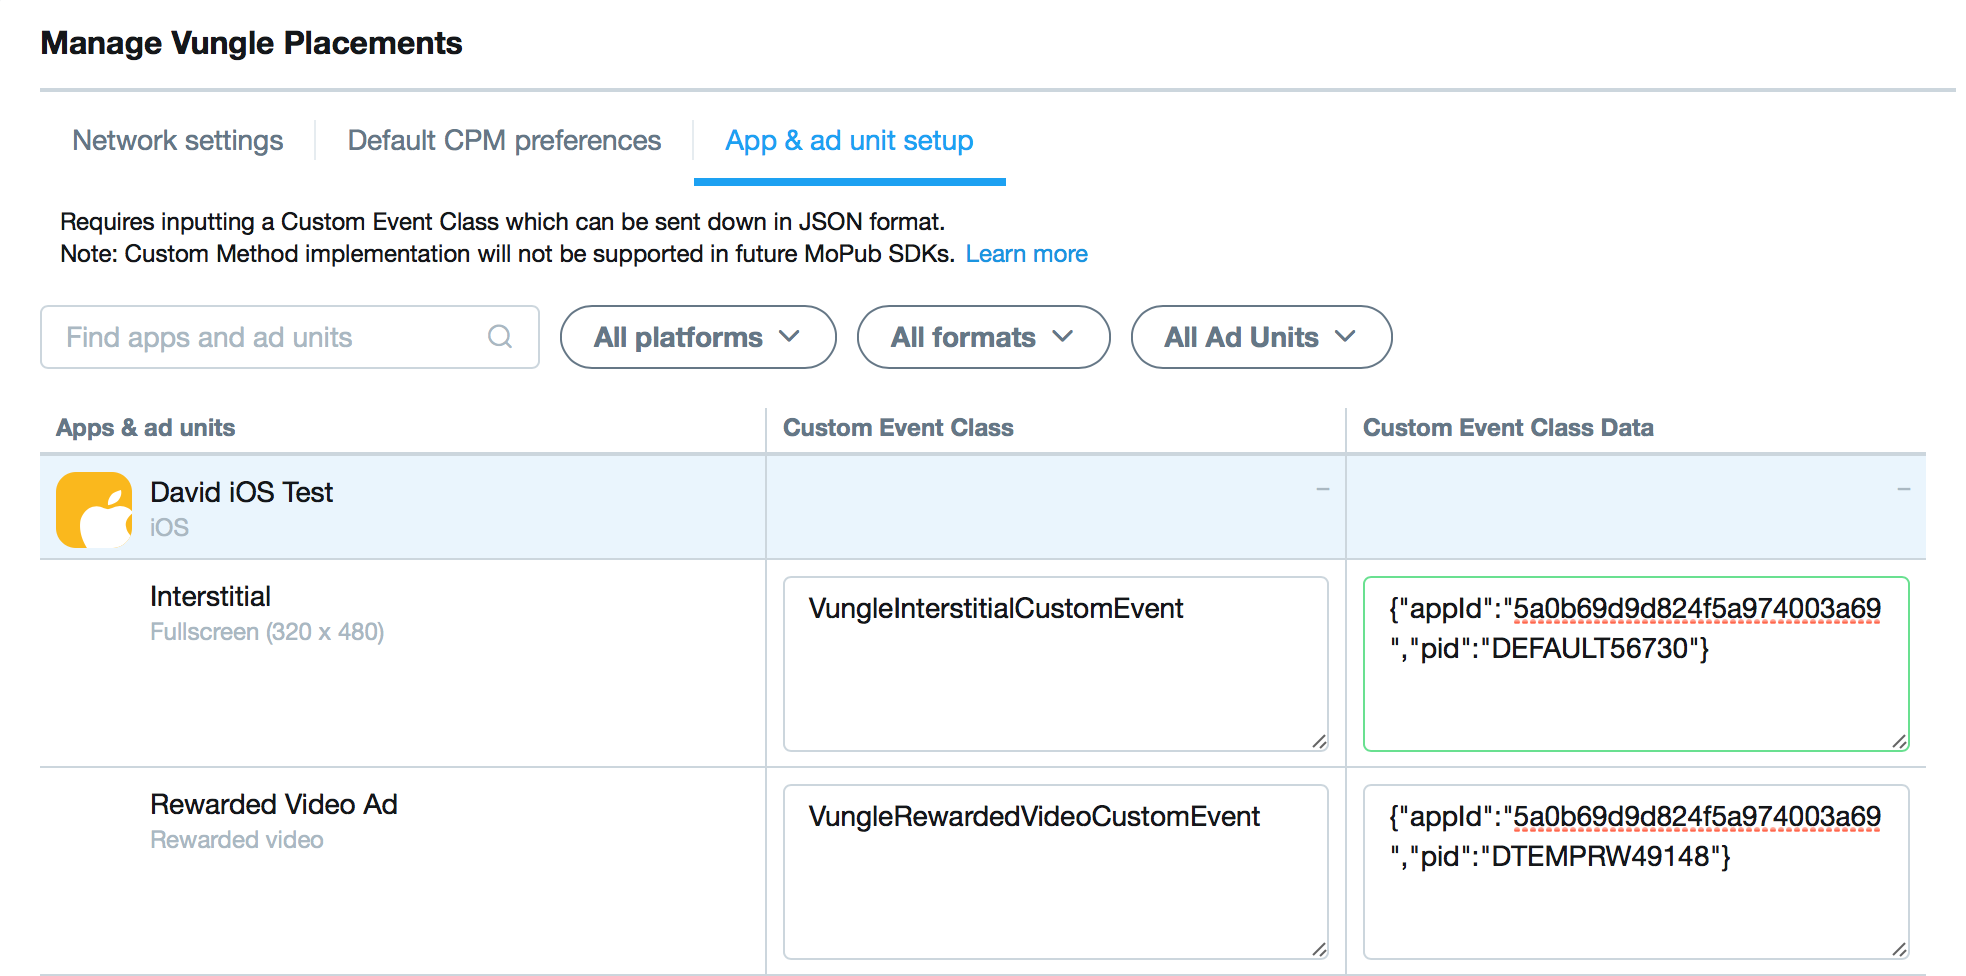 Manage Vungle Placements
Network settings
Default CPM preferences
App & ad unit setup
Requires inputting a Custom Event Class which can be sent down in JSON format.
Note: Custom Method implementation will not be supported in future MoPub SDKs. Learn more
Find apps and ad units
All platforms
All formats
All Ad Units
Apps & ad units
Custom Event Class
Custom Event Class Data
David iOS Test
iOS
–
–
Interstitial
Fullscreen (320 x 480)
VungleInterstitialCustomEvent
{"appId":"5a0b69d9d824f5a974003a69
","pid":"DEFAULT56730"}
Rewarded Video Ad
Rewarded video
VungleRewardedVideoCustomEvent
{"appId":"5a0b69d9d824f5a974003a69
","pid":"DTEMPRW49148"}